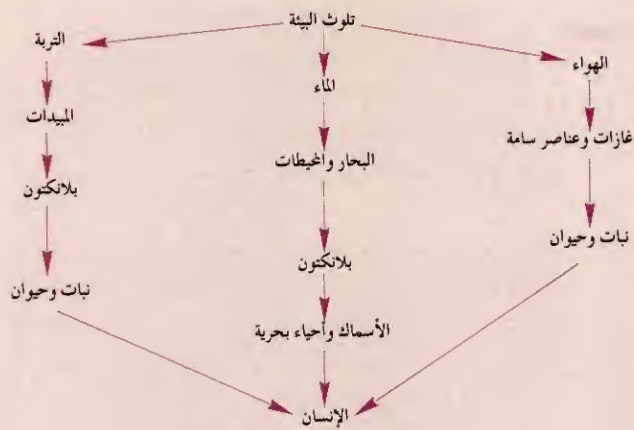 تلوث البيئة
التربة
الهواء
الماء
المبيدات
غازات وعناصر سامة
البحار والمحيطات
بلانكتون
نبات وحيوان
بلانكتون
نبات وحيوان
الأسماك وأحياء بحرية
الإنسان